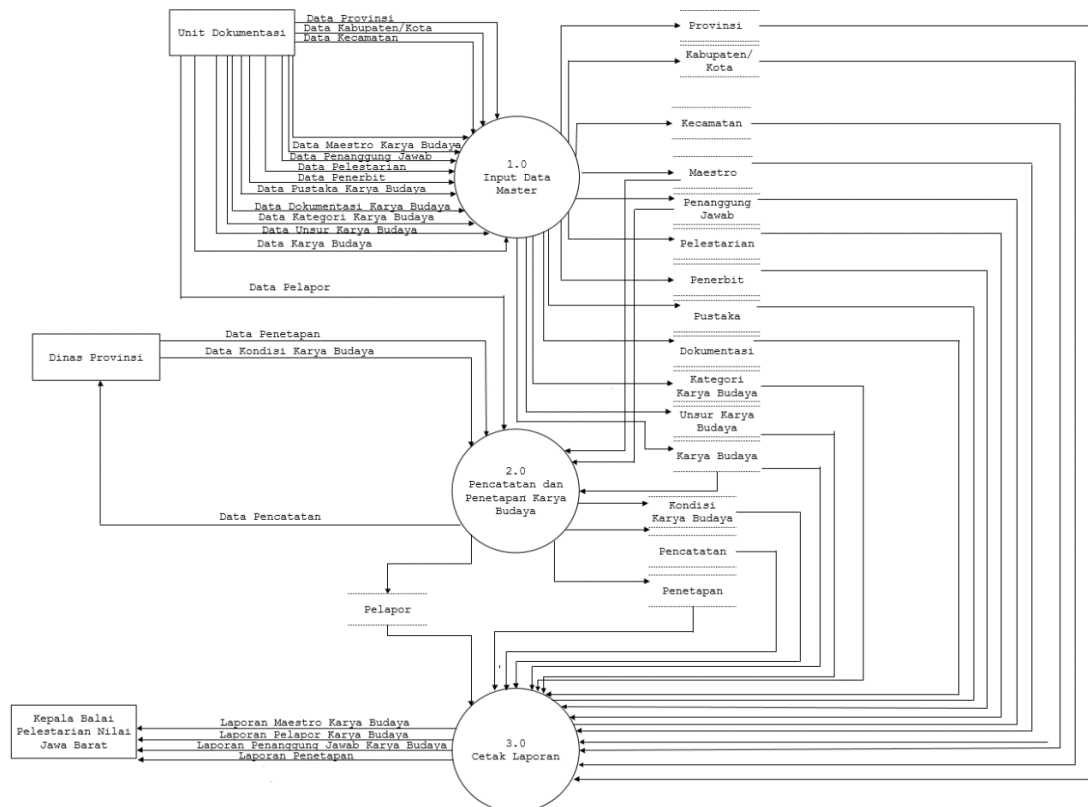 Data Provinsi
Data Kabupaten/Kota
Data Kecamatan
Unit Dokumentasi
Provinsi
Kabupaten/
Kota
Kecamatan
Data Maestro Karya Budaya
Data Penanggung Jawab
Data Pelestarian
Data Penerbit
Data Pustaka Karya Budaya
Data Dokumentasi Karya Budaya
Data Kategori Karya Budaya
Data Unsur Karya Budaya
Data Karya Budaya
1.0
Input Data
Master
Maestro
Penanggung
Jawab
Pelestarian
Penerbit
Pustaka
Dokumentasi
Kategori
Karya Budaya
Unsur Karya
Budaya
Karya Budaya
Data Pelapor
Data Penetapan
Data Kondisi Karya Budaya
Dinas Provinsi
2.0
Pencatatan dan
Penetapan Karya
Budaya
Data Pencatatan
Kondisi
Karya Budaya
Pencatatan
Penetapan
Pelapor
Kepala Balai
Pelestarian Nilai
Jawa Barat
Laporan Maestro Karya Budaya
Laporan Pelapor Karya Budaya
Laporan Penanggung Jawab Karya Budaya
Laporan Penetapan
3.0
Cetak Laporan